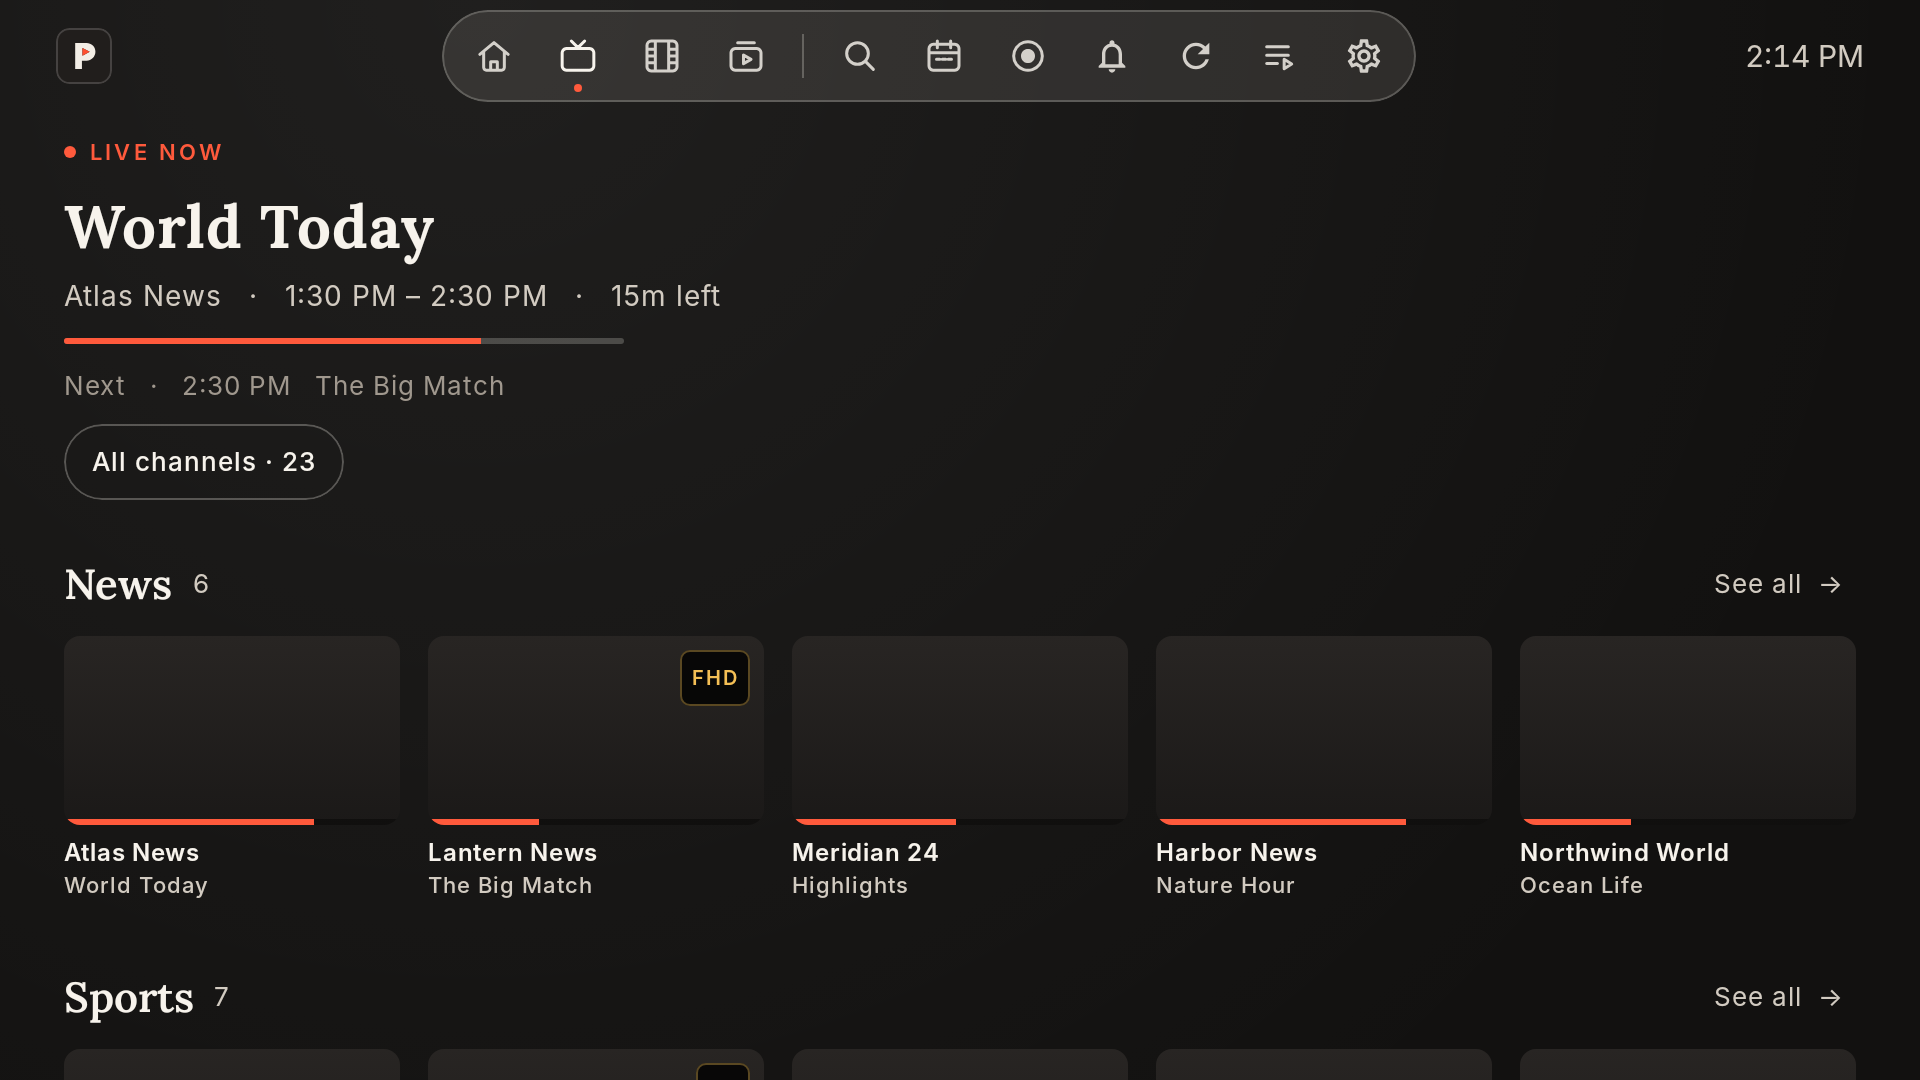 P
2:14 PM
LIVE NOW
World Today
Atlas News · 1:30 PM – 2:30 PM · 15m left
Next · 2:30 PM The Big Match
All channels · 23
News 6
See all →
FHD
Atlas News
World Today
Lantern News
The Big Match
Meridian 24
Highlights
Harbor News
Nature Hour
Northwind World
Ocean Life
Sports 7
See all →